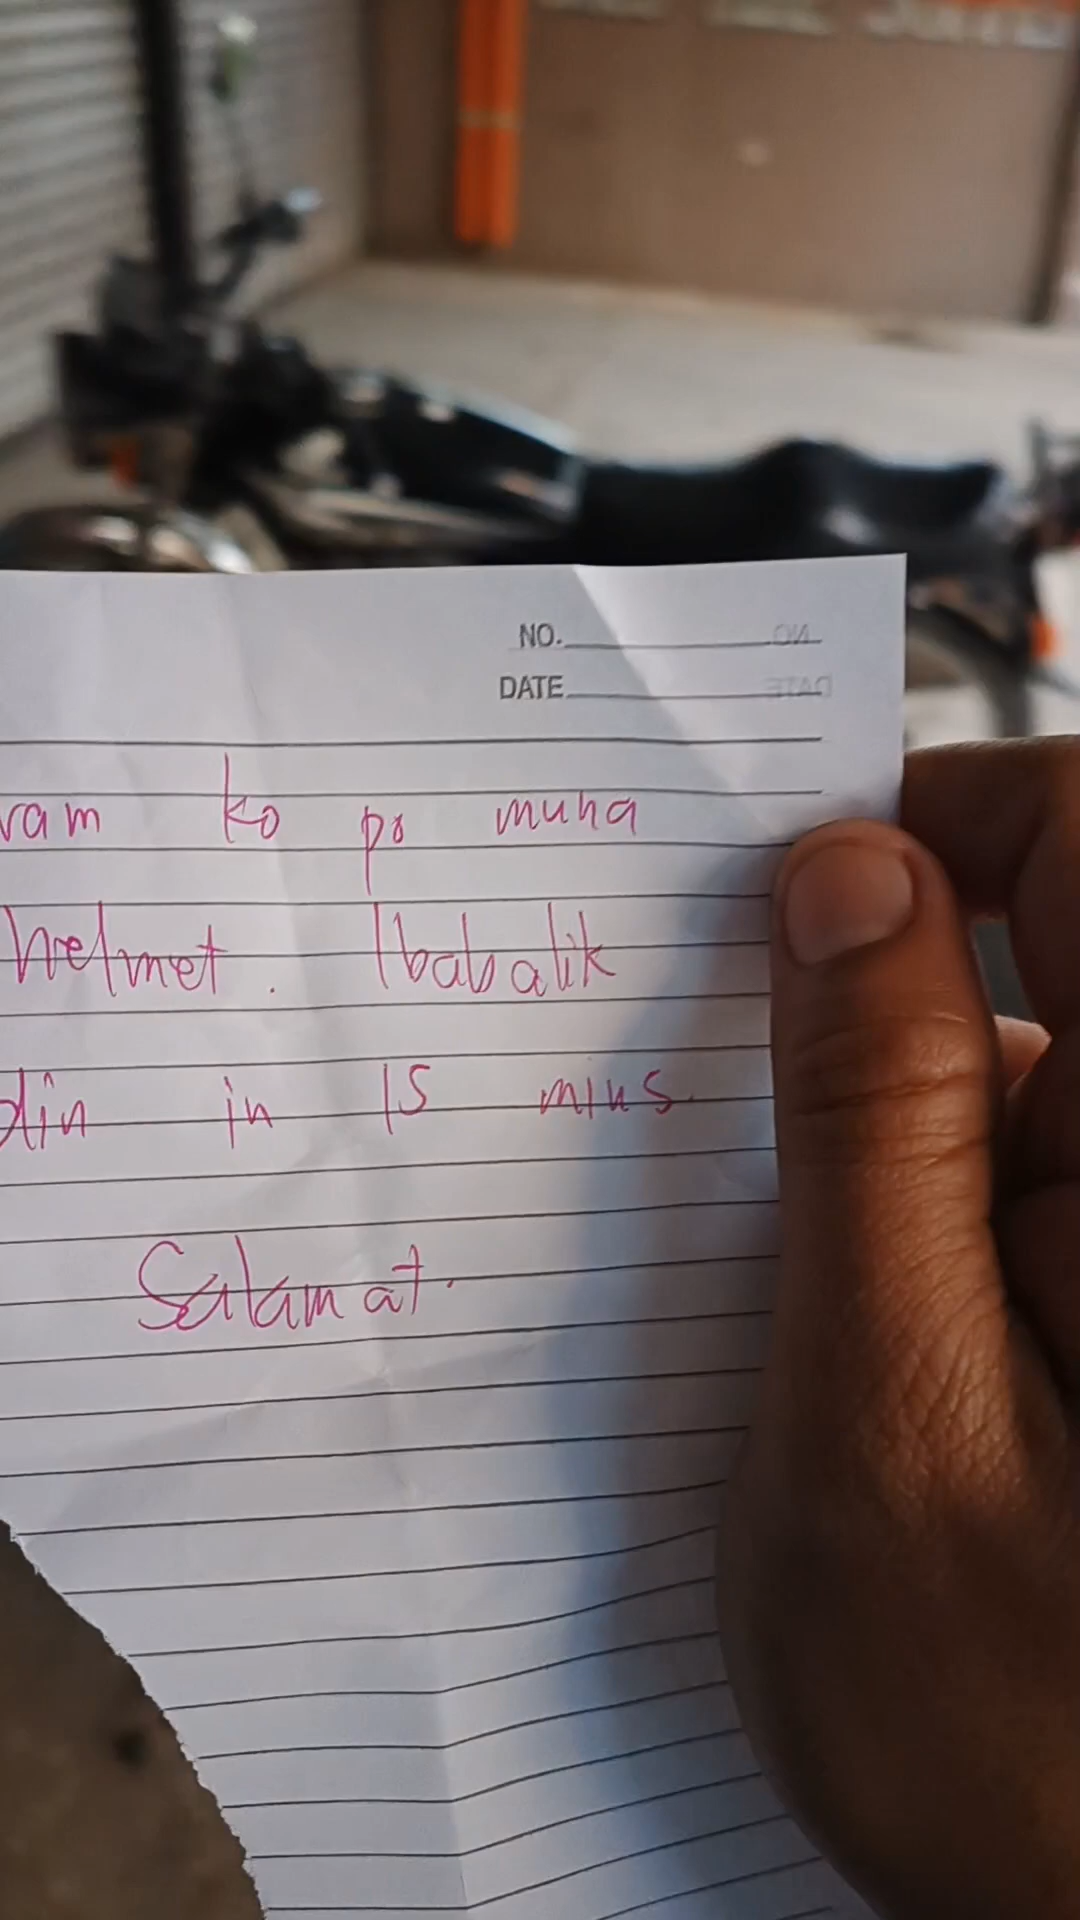 NO.
DATE
ram ko po muna
helmet. Ibabalik
din in 15 mins.
Salamat.